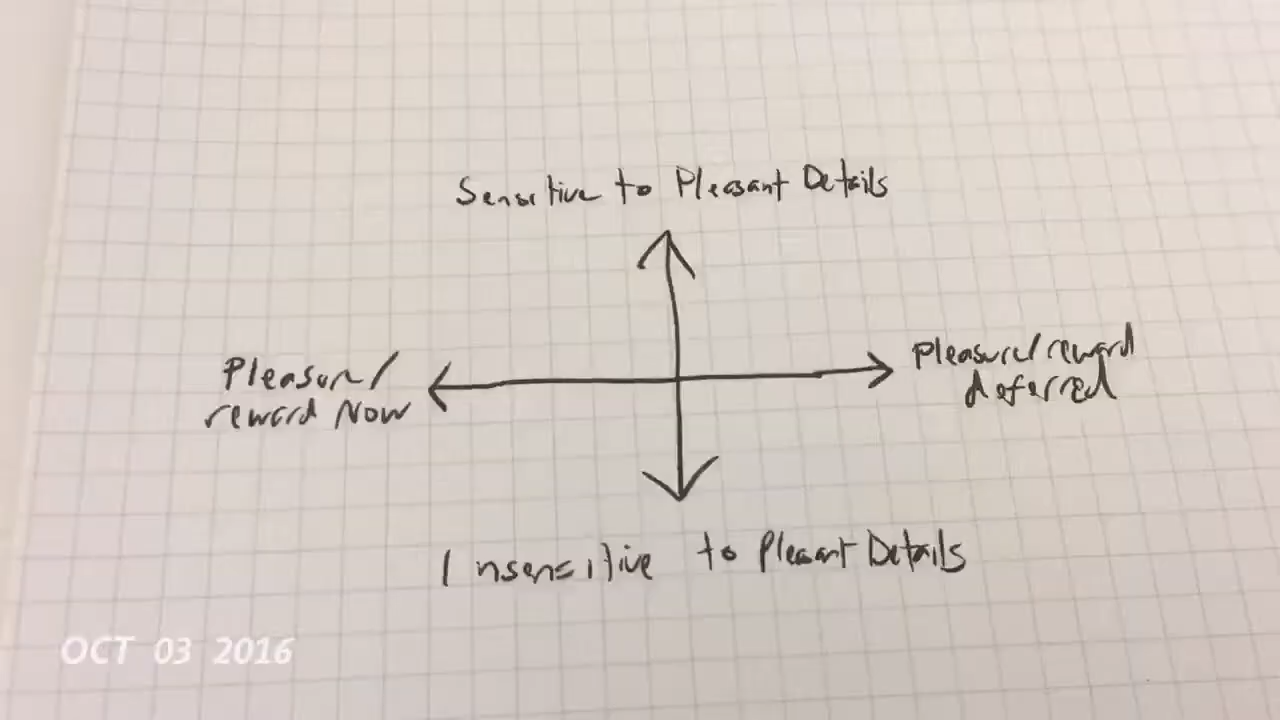 Sensitive to Pleasant Details
Pleasure/
reward Now
Pleasure/reward
deferred
Insensitive to Pleasant Details
OCT 03 2016